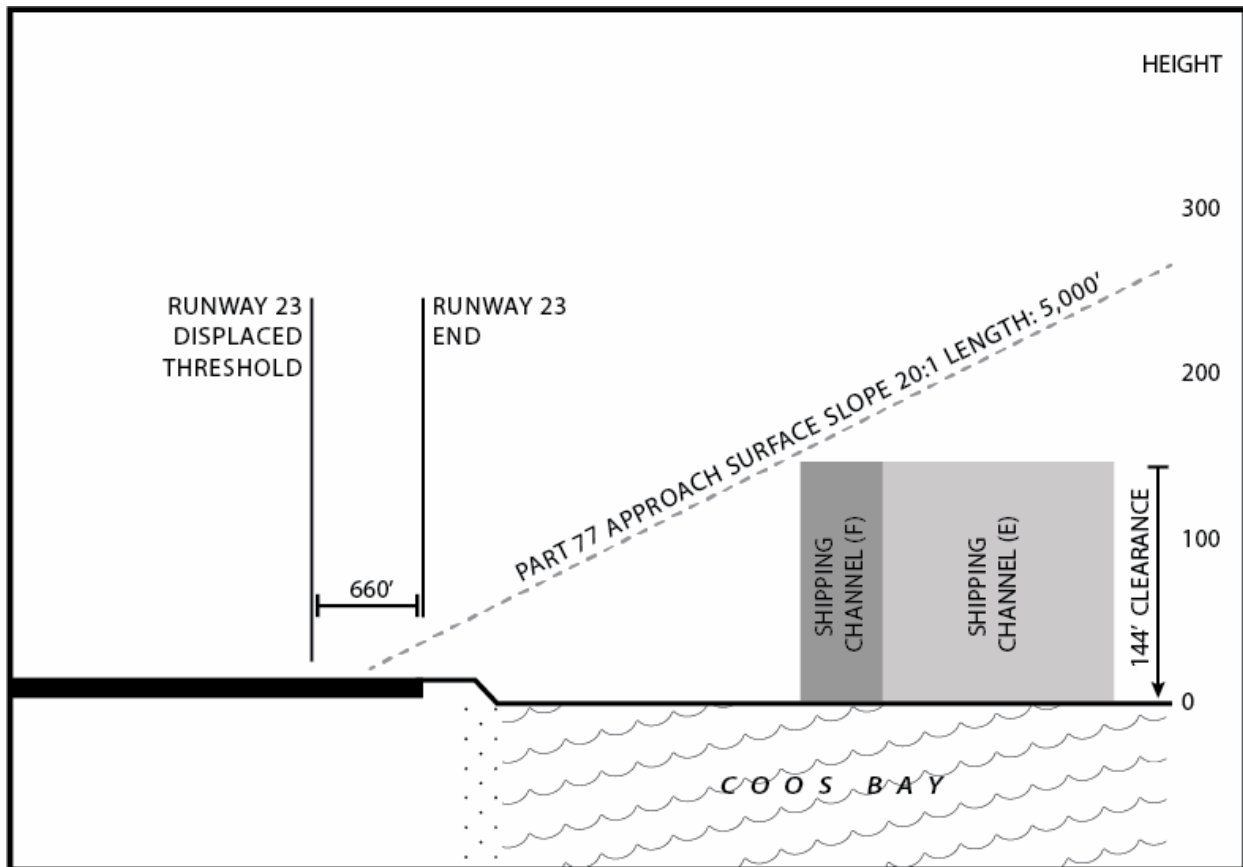 HEIGHT
300
200
100
0
RUNWAY 23
DISPLACED
THRESHOLD
RUNWAY 23
END
660’
PART 77 APPROACH SURFACE SLOPE 20:1 LENGTH: 5,000’
SHIPPING
CHANNEL (F)
SHIPPING
CHANNEL (E)
144’ CLEARANCE
COOS BAY